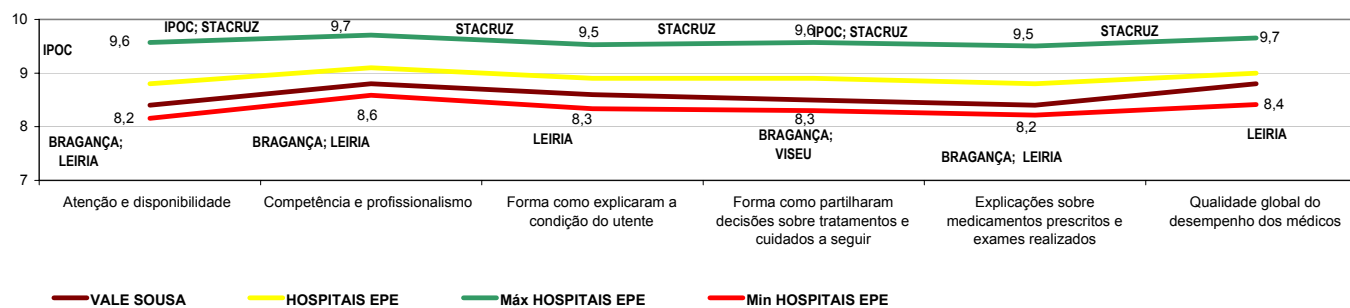 10
IPOC; STACRUZ
9,7
STACRUZ
9,5
STACRUZ
9,6
IPOC; STACRUZ
9,5
STACRUZ
9,7
IPOC
9,6
9
8
8,2
8,6
8,3
8,3
8,2
8,4
BRAGANÇA;
LEIRIA
BRAGANÇA; LEIRIA
LEIRIA
BRAGANÇA;
VISEU
BRAGANÇA; LEIRIA
LEIRIA
7
Atenção e disponibilidade
Competência e profissionalismo
Forma como explicaram a
condição do utente
Forma como partilharam
decisões sobre tratamentos e
cuidados a seguir
Explicações sobre
medicamentos prescritos e
exames realizados
Qualidade global do
desempenho dos médicos
VALE SOUSA
HOSPITAIS EPE
Máx HOSPITAIS EPE
Min HOSPITAIS EPE